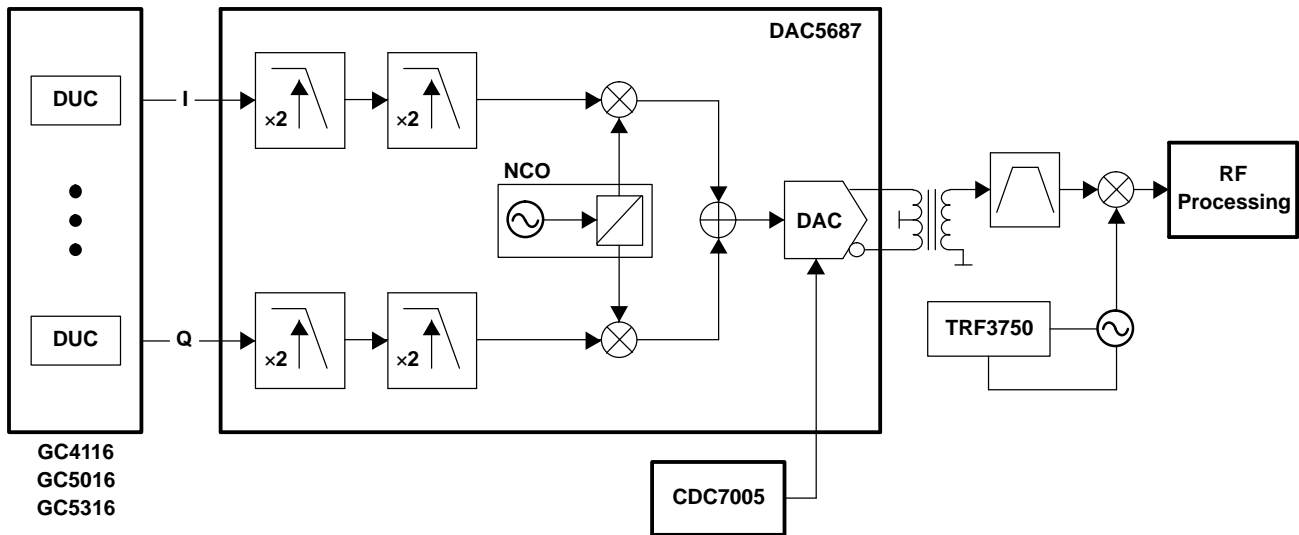 DAC5687
DUC
I
×2
×2
NCO
DAC
RF
Processing
DUC
Q
×2
×2
TRF3750
GC4116
GC5016
GC5316
CDC7005